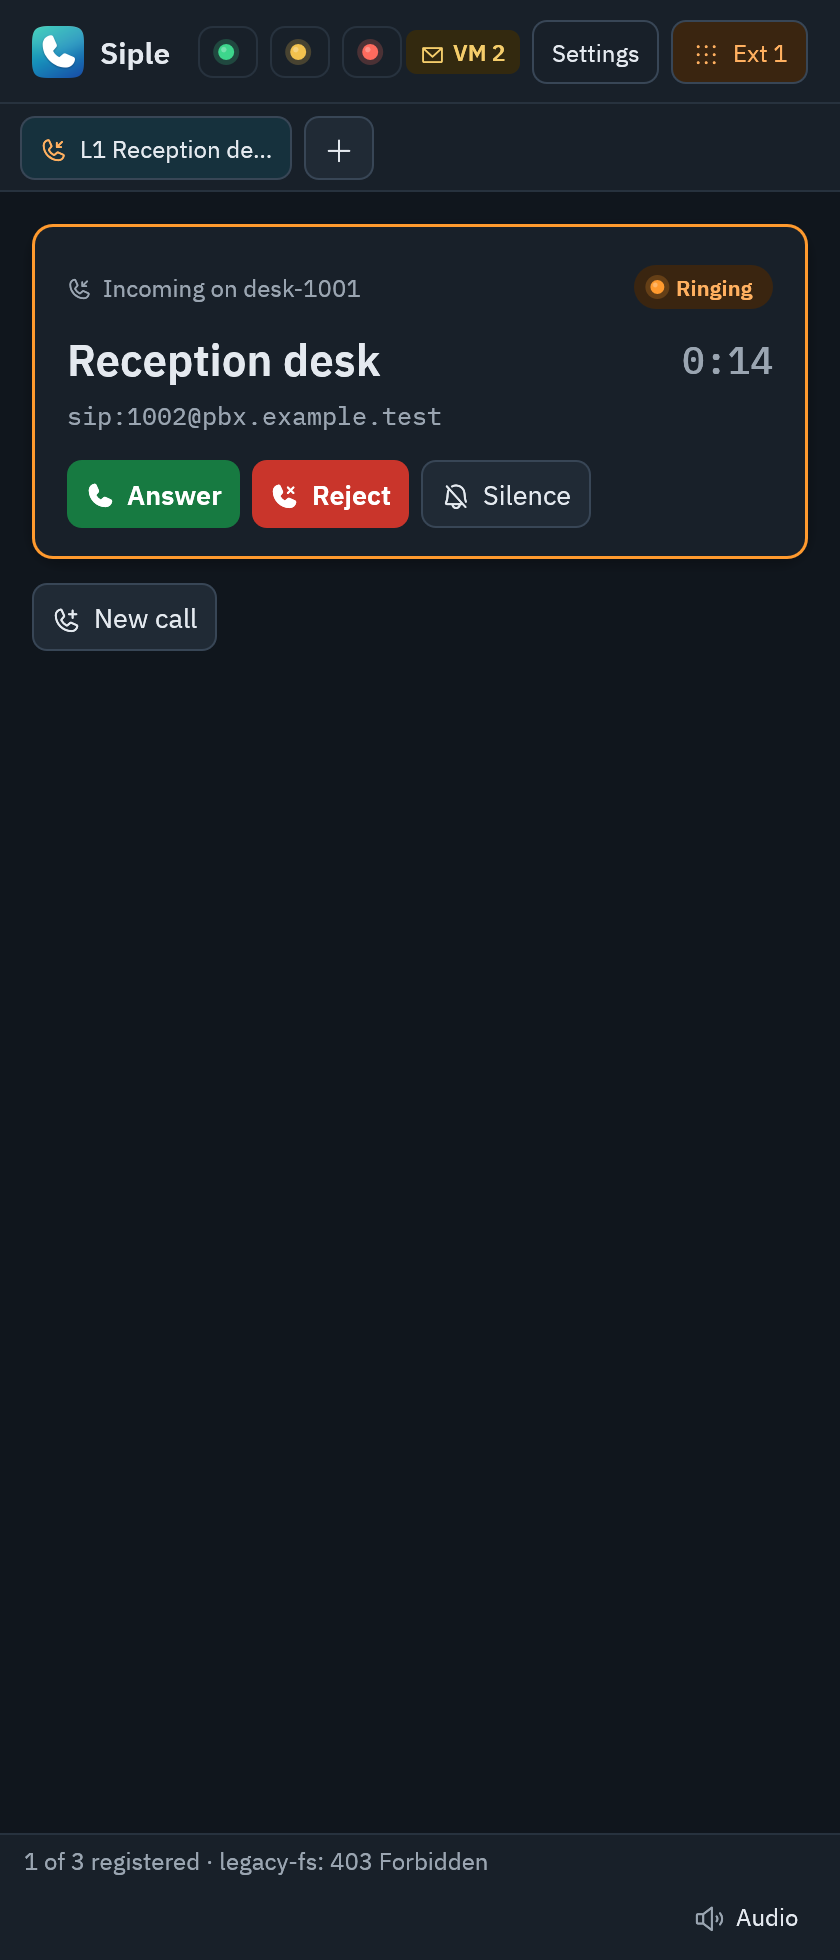 Siple VM 2 Settings Ext 1
L1 Reception de...
Incoming on desk-1001 Ringing
Reception desk 0:14
sip:1002@pbx.example.test
Answer Reject Silence
New call
1 of 3 registered · legacy-fs: 403 Forbidden
Audio